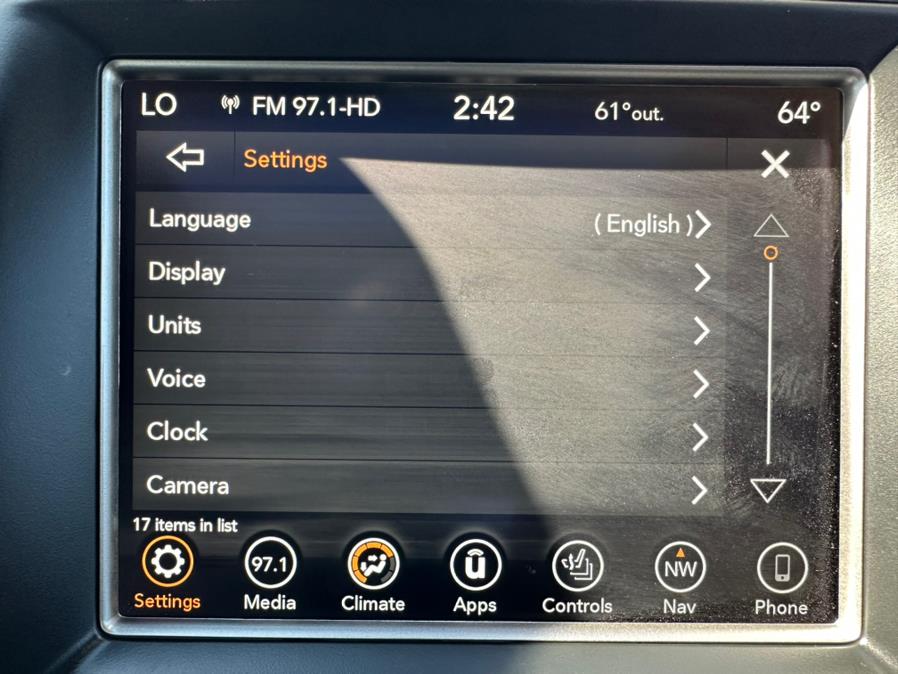 LO FM 97.1-HD 2:42 61°out. 64°
Settings
Language (English)
Display
Units
Voice
Clock
Camera
17 items in list
97.1 u NW
Settings Media Climate Apps Controls Nav Phone